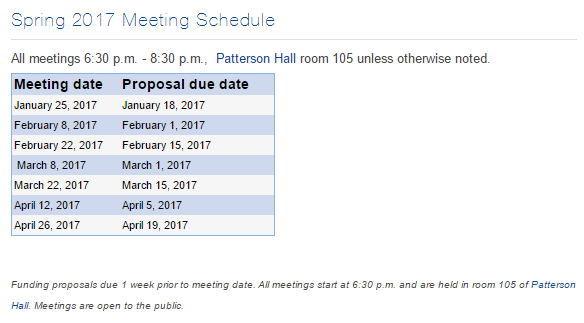 Spring 2017 Meeting Schedule
All meetings 6:30 p.m. - 8:30 p.m., Patterson Hall room 105 unless otherwise noted.
Meeting date Proposal due date
January 25, 2017 January 18, 2017
February 8, 2017 February 1, 2017
February 22, 2017 February 15, 2017
March 8, 2017 March 1, 2017
March 22, 2017 March 15, 2017
April 12, 2017 April 5, 2017
April 26, 2017 April 19, 2017
Funding proposals due 1 week prior to meeting date. All meetings start at 6:30 p.m. and are held in room 105 of Patterson
Hall. Meetings are open to the public.